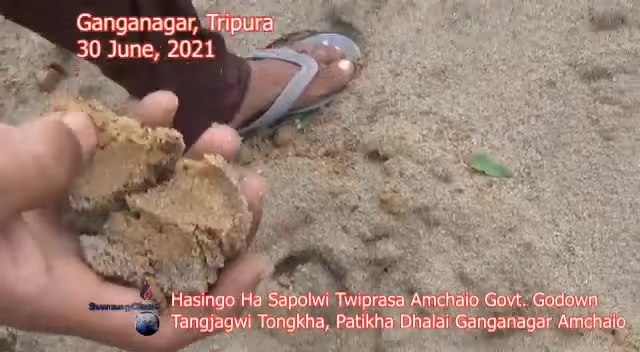 Ganganagar, Tripura
30 June, 2021
Hasingo Ha Sapolwi Twiprasa Amchaio Govt. Godown
Tangjagwi Tongkha, Patikha Dhalai Ganganagar Amchaio